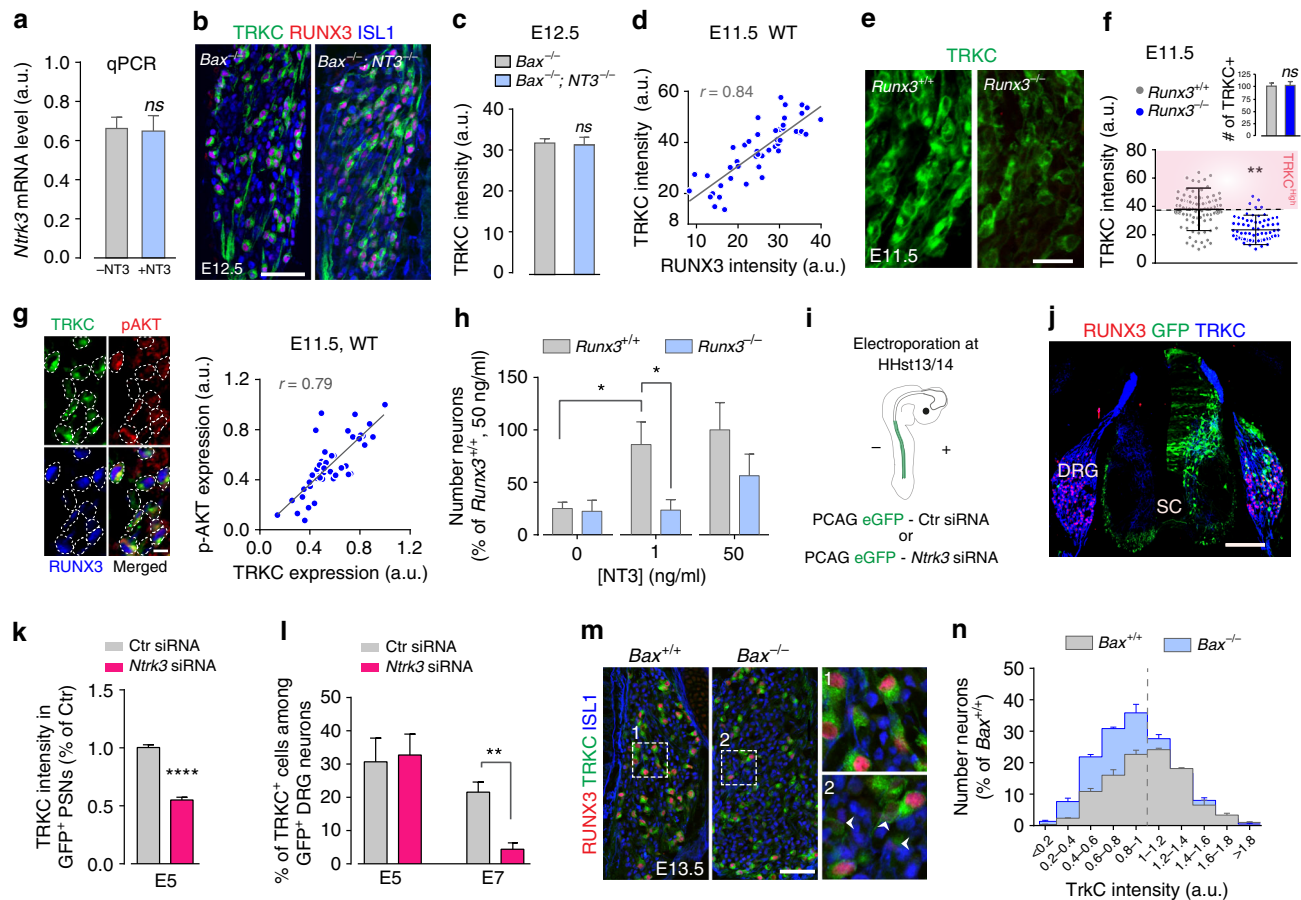 a
qPCR
Ntrk3 mRNA level (a.u.)
1.0
0.8
0.6
0.4
0.2
0.0
ns
–NT3 +NT3
b
TRKC RUNX3 ISL1
Bax–/–
Bax–/–; NT3–/–
E12.5
c
E12.5
Bax–/–
Bax–/–; NT3–/–
TRKC intensity (a.u.)
40
30
20
10
0
ns
d
E11.5 WT
r = 0.84
TRKC intensity (a.u.)
60
40
20
0
10 20 30 40
RUNX3 intensity (a.u.)
e
TRKC
Runx3+/+
Runx3–/–
E11.5
f
E11.5
Runx3+/+
Runx3–/–
# of TRKC+
125
100
75
50
25
0
ns
TRKC intensity (a.u.)
80
60
40
20
0
**
TRKCHigh
g
TRKC pAKT
RUNX3 Merged
E11.5, WT
r = 0.79
p-AKT expression (a.u.)
1.2
0.8
0.4
0.0
0.0 0.4 0.8 1.2
TRKC expression (a.u.)
h
Runx3+/+ Runx3–/–
Number neurons
(% of Runx3+/+, 50 ng/ml)
150
100
50
0
* *
0 1 50
[NT3] (ng/ml)
i
Electroporation at
HHst13/14
– +
PCAG eGFP - Ctr siRNA
or
PCAG eGFP - Ntrk3 siRNA
j
RUNX3 GFP TRKC
DRG
SC
k
Ctr siRNA
Ntrk3 siRNA
TRKC intensity in
GFP+ PSNs (% of Ctr)
1.5
1.0
0.5
0.0
****
E5
l
Ctr siRNA
Ntrk3 siRNA
% of TRKC+ cells among
GFP+ DRG neurons
50
40
30
20
10
0
**
E5 E7
m
Bax+/+ Bax–/–
RUNX3 TRKC ISL1
1
2
1
2
E13.5
n
Bax+/+ Bax–/–
Number neurons
(% of Bax+/+)
50
40
30
20
10
0
<0.2 0.2–0.4 0.4–0.6 0.6–0.8 0.8–1 1–1.2 1.2–1.4 1.4–1.6 1.6–1.8 >1.8
TrkC intensity (a.u.)